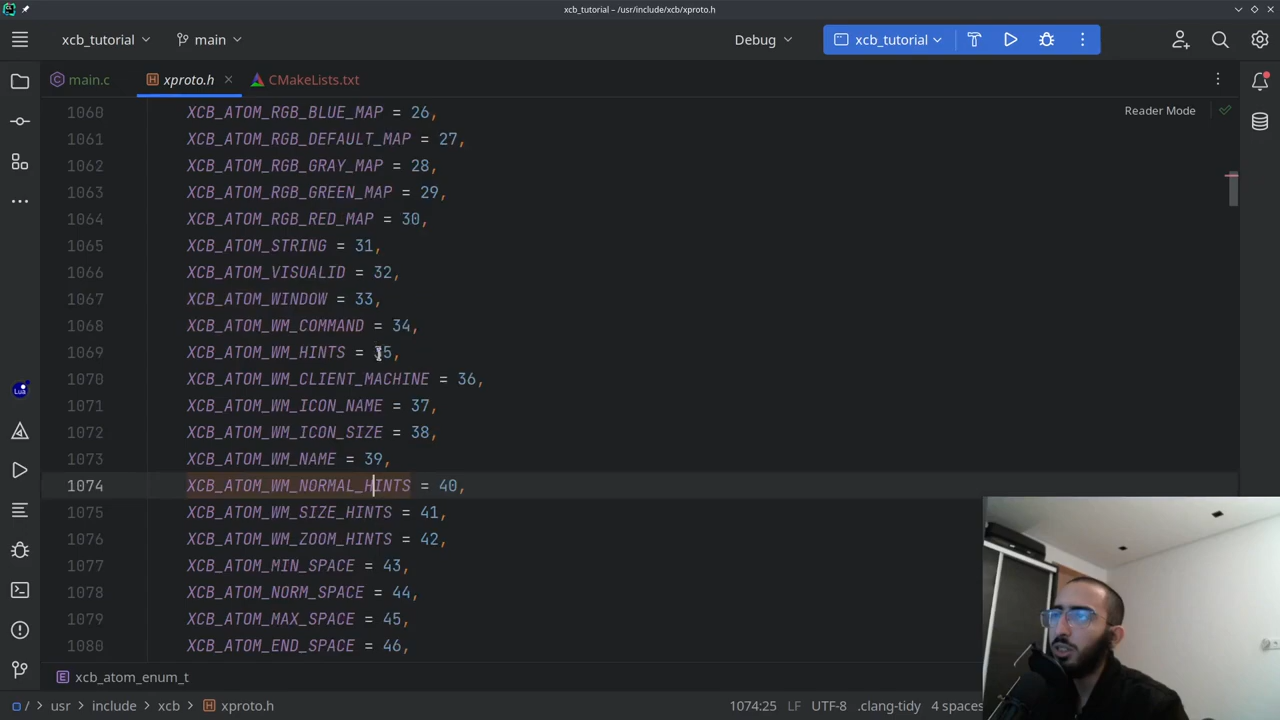 xcb_tutorial – /usr/include/xcb/xproto.h
xcb_tutorial main Debug xcb_tutorial
main.c xproto.h CMakeLists.txt
Reader Mode
1060 XCB_ATOM_RGB_BLUE_MAP = 26,
1061 XCB_ATOM_RGB_DEFAULT_MAP = 27,
1062 XCB_ATOM_RGB_GRAY_MAP = 28,
1063 XCB_ATOM_RGB_GREEN_MAP = 29,
1064 XCB_ATOM_RGB_RED_MAP = 30,
1065 XCB_ATOM_STRING = 31,
1066 XCB_ATOM_VISUALID = 32,
1067 XCB_ATOM_WINDOW = 33,
1068 XCB_ATOM_WM_COMMAND = 34,
1069 XCB_ATOM_WM_HINTS = 35,
1070 XCB_ATOM_WM_CLIENT_MACHINE = 36,
1071 XCB_ATOM_WM_ICON_NAME = 37,
1072 XCB_ATOM_WM_ICON_SIZE = 38,
1073 XCB_ATOM_WM_NAME = 39,
1074 XCB_ATOM_WM_NORMAL_HINTS = 40,
1075 XCB_ATOM_WM_SIZE_HINTS = 41,
1076 XCB_ATOM_WM_ZOOM_HINTS = 42,
1077 XCB_ATOM_MIN_SPACE = 43,
1078 XCB_ATOM_NORM_SPACE = 44,
1079 XCB_ATOM_MAX_SPACE = 45,
1080 XCB_ATOM_END_SPACE = 46,
Lua
xcb_atom_enum_t
/ usr include xcb xproto.h 1074:25 LF UTF-8 .clang-tidy 4 spaces